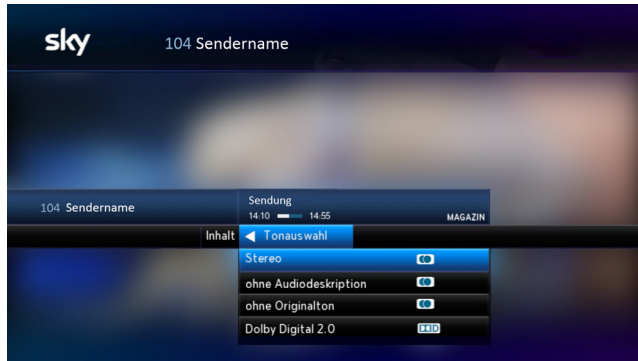 sky
104 Sendername
104 Sendername
Sendung
14:10 14:55
MAGAZIN
Inhalt
Tonauswahl
Stereo
ohne Audiodeskription
ohne Originalton
Dolby Digital 2.0